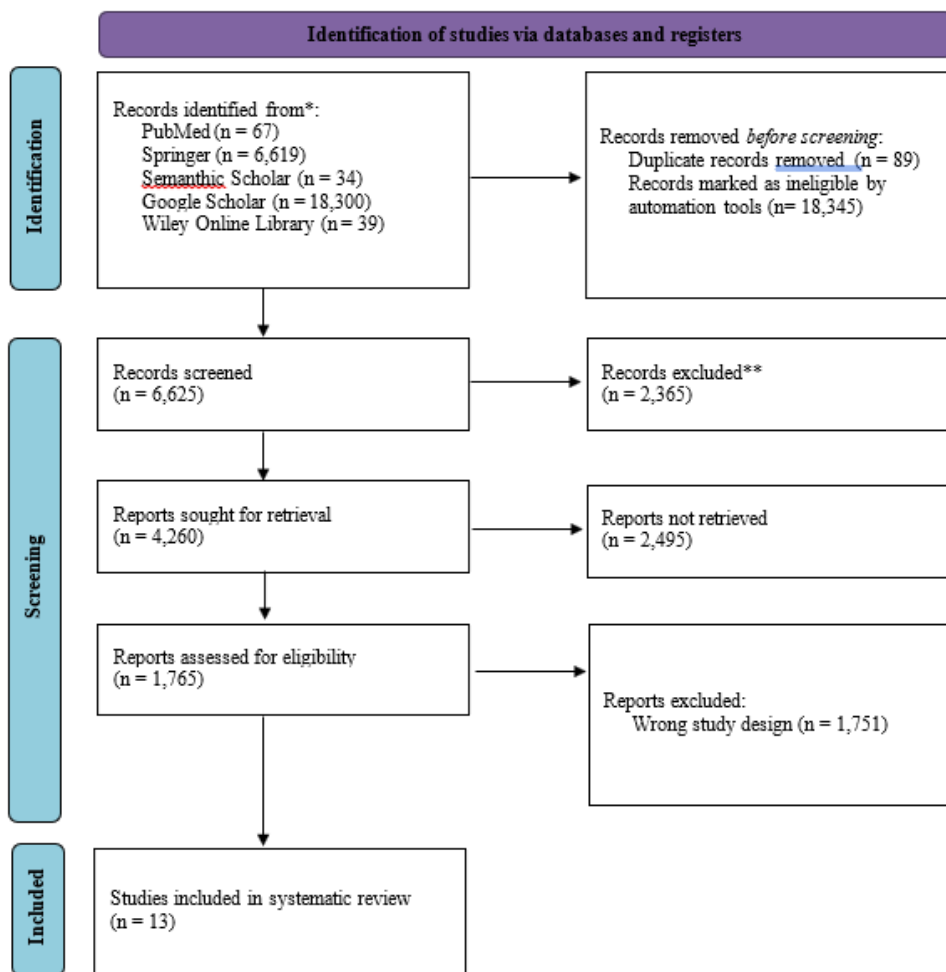 Identification of studies via databases and registers
Identification
Records identified from*:
PubMed (n = 67)
Springer (n = 6,619)
Semanthic Scholar (n = 34)
Google Scholar (n = 18,300)
Wiley Online Library (n = 39)
Records removed before screening:
Duplicate records removed (n = 89)
Records marked as ineligible by
automation tools (n= 18,345)
Screening
Records screened
(n = 6,625)
Records excluded**
(n = 2,365)
Reports sought for retrieval
(n = 4,260)
Reports not retrieved
(n = 2,495)
Reports assessed for eligibility
(n = 1,765)
Reports excluded:
Wrong study design (n = 1,751)
Included
Studies included in systematic review
(n = 13)